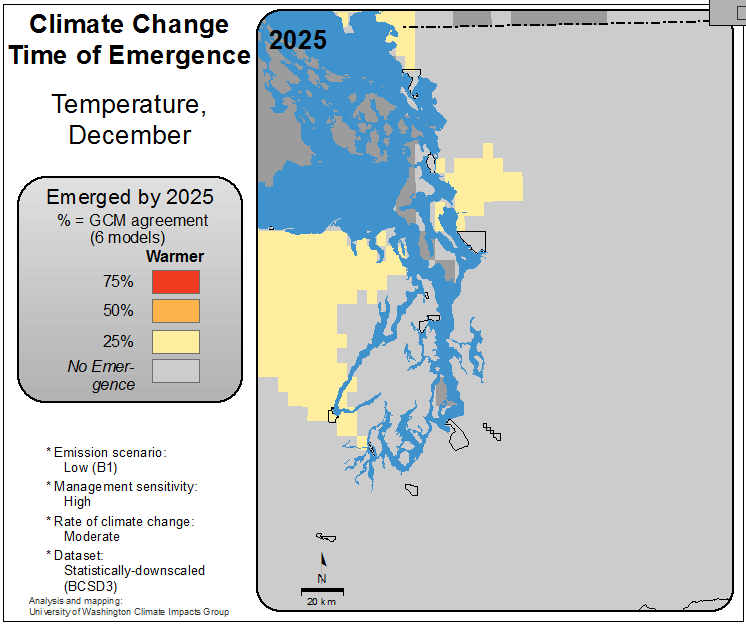 Climate Change
Time of Emergence
Temperature,
December
Emerged by 2025
% = GCM agreement
(6 models)
Warmer
75%
50%
25%
No Emer-
gence
* Emission scenario:
Low (B1)
* Management sensitivity:
High
* Rate of climate change:
Moderate
* Dataset:
Statistically-downscaled
(BCSD3)
Analysis and mapping:
University of Washington Climate Impacts Group
2025
N
20 km